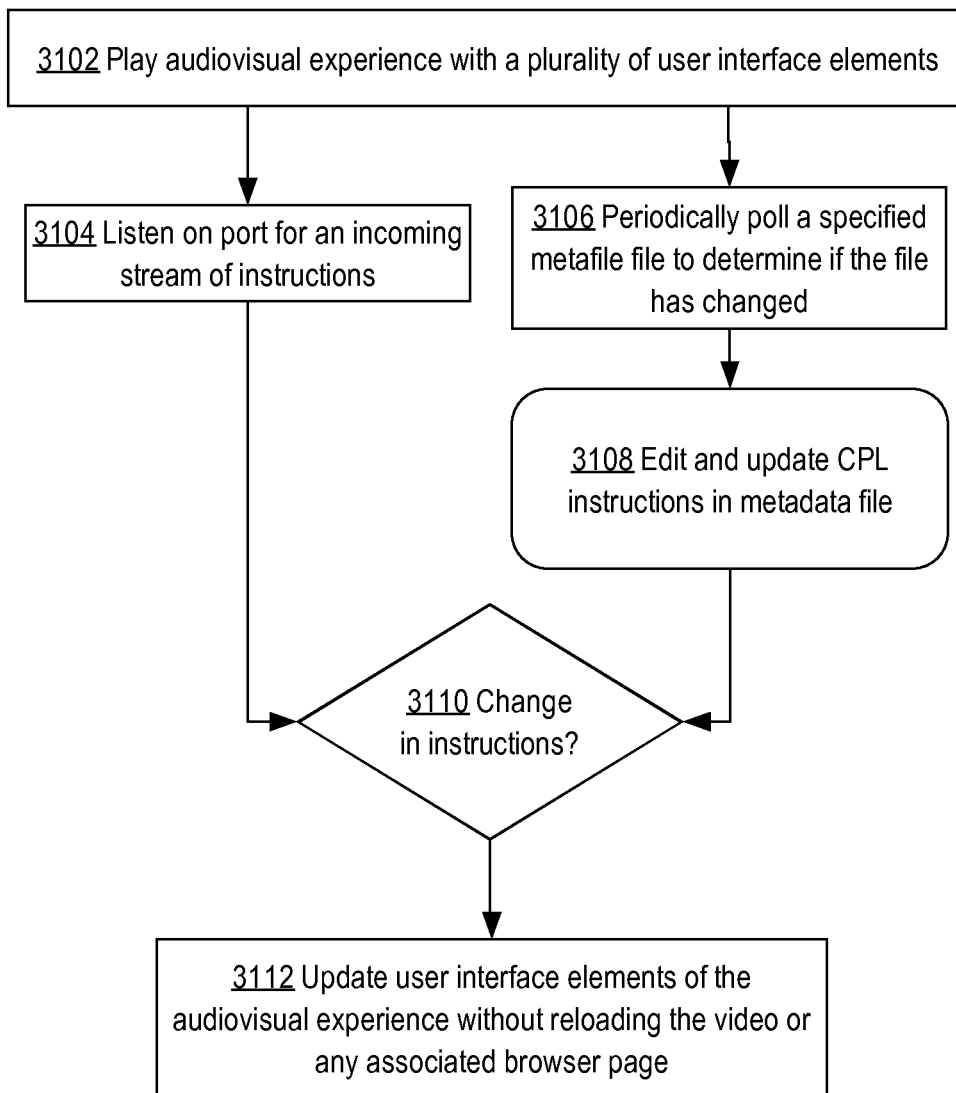 3102 Play audiovisual experience with a plurality of user interface elements
3104 Listen on port for an incoming
stream of instructions
3106 Periodically poll a specified
metafile file to determine if the file
has changed
3108 Edit and update CPL
instructions in metadata file
3110 Change
in instructions?
3112 Update user interface elements of the
audiovisual experience without reloading the video or
any associated browser page